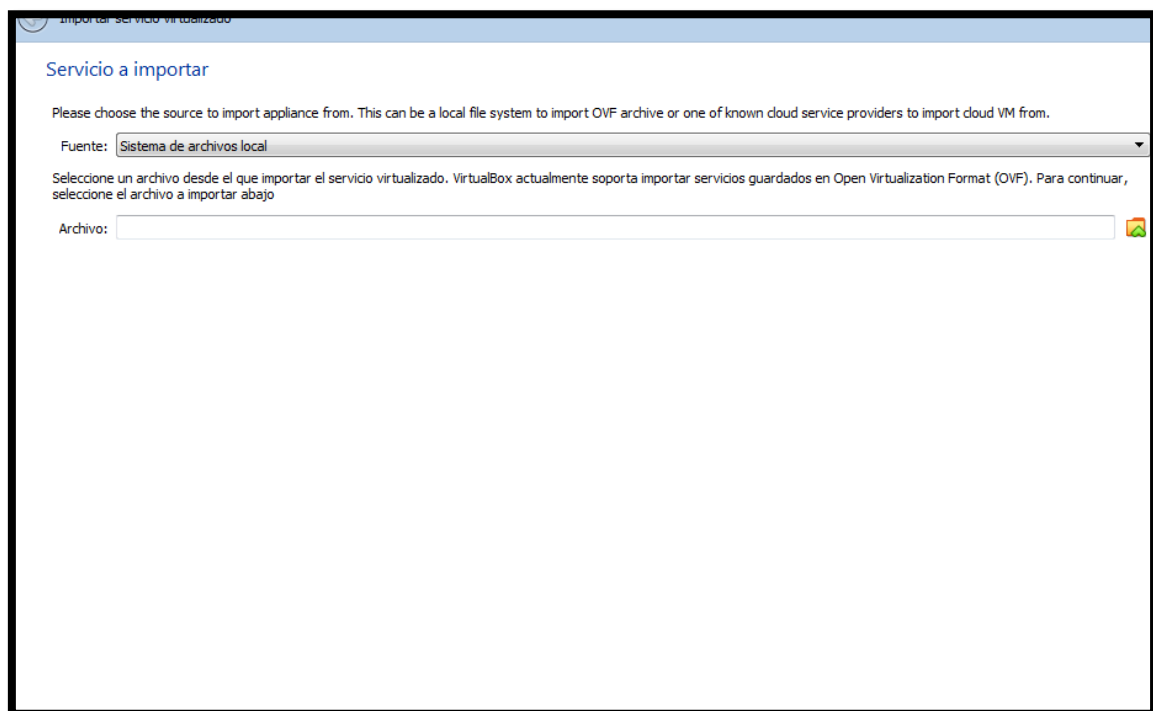 Importar servicio virtualizado
Servicio a importar
Please choose the source to import appliance from. This can be a local file system to import OVF archive or one of known cloud service providers to import cloud VM from.
Fuente: Sistema de archivos local
Seleccione un archivo desde el que importar el servicio virtualizado. VirtualBox actualmente soporta importar servicios guardados en Open Virtualization Format (OVF). Para continuar,
seleccione el archivo a importar abajo
Archivo: